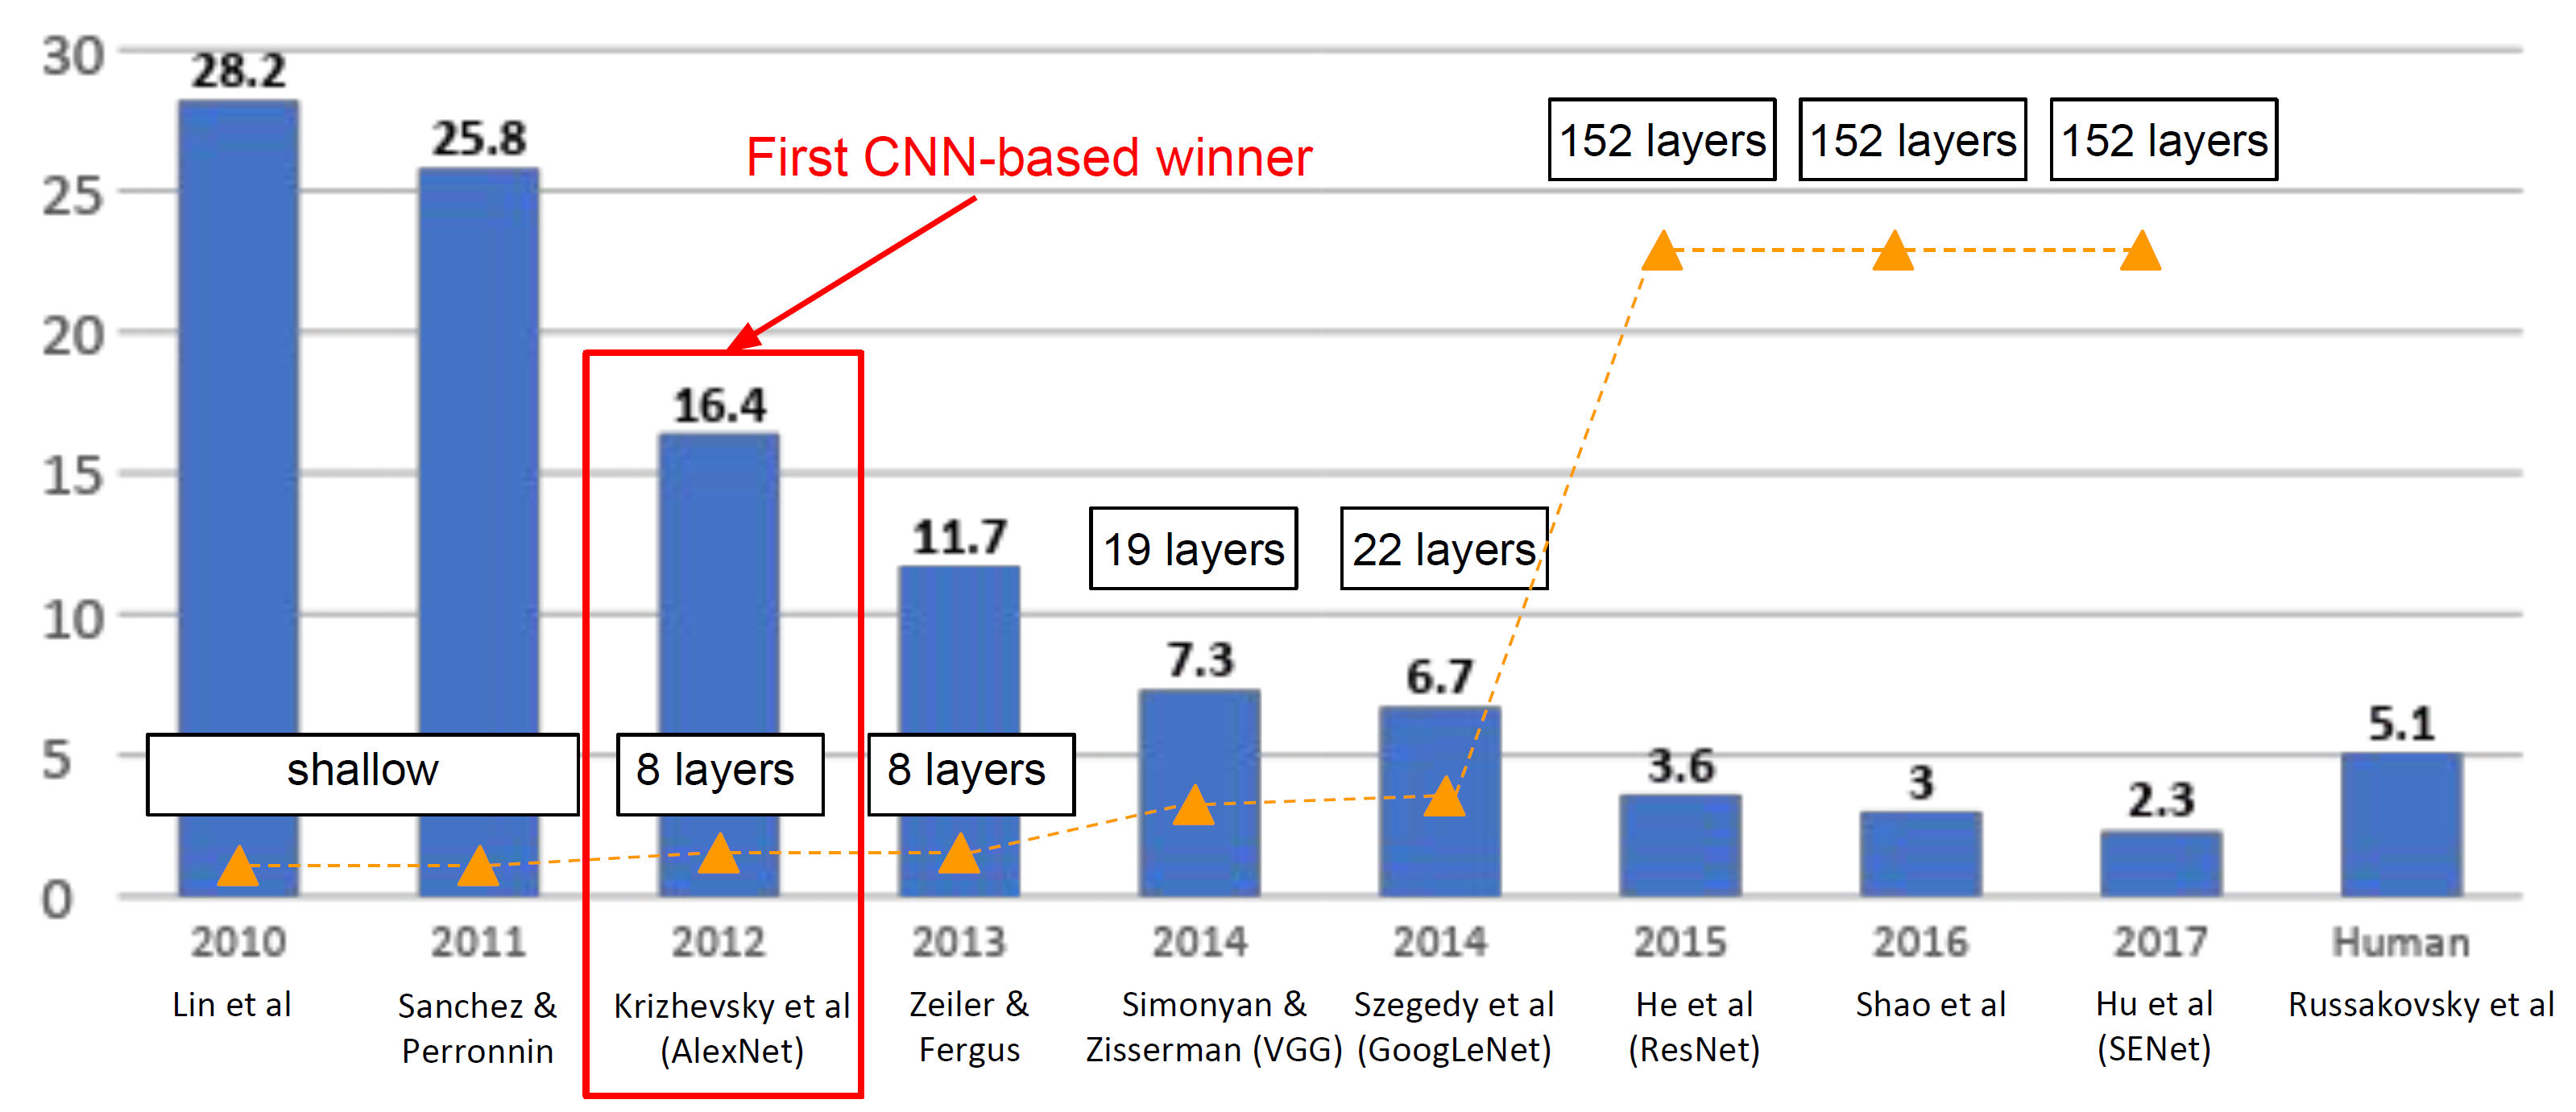 30
28.2
25.8
First CNN-based winner
152 layers
152 layers
152 layers
25
20
16.4
15
11.7
19 layers
22 layers
10
7.3
6.7
5.1
5
shallow
8 layers
8 layers
3.6
3
2.3
0
2010
2011
2012
2013
2014
2014
2015
2016
2017
Human
Lin et al
Sanchez &
Perronnin
Krizhevsky et al
(AlexNet)
Zeiler &
Fergus
Simonyan &
Zisserman (VGG)
Szegedy et al
(GoogLeNet)
He et al
(ResNet)
Shao et al
Hu et al
(SENet)
Russakovsky et al